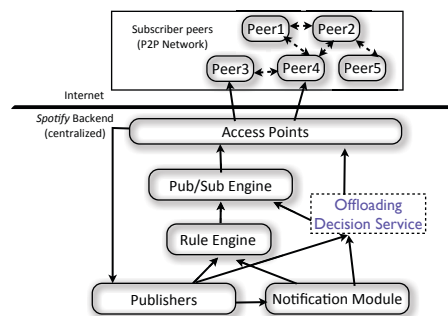 Subscriber peers
(P2P Network)
Peer1
Peer2
Peer3
Peer4
Peer5
Internet
Spotify Backend
(centralized)
Access Points
Pub/Sub Engine
Offloading
Decision Service
Rule Engine
Publishers
Notification Module